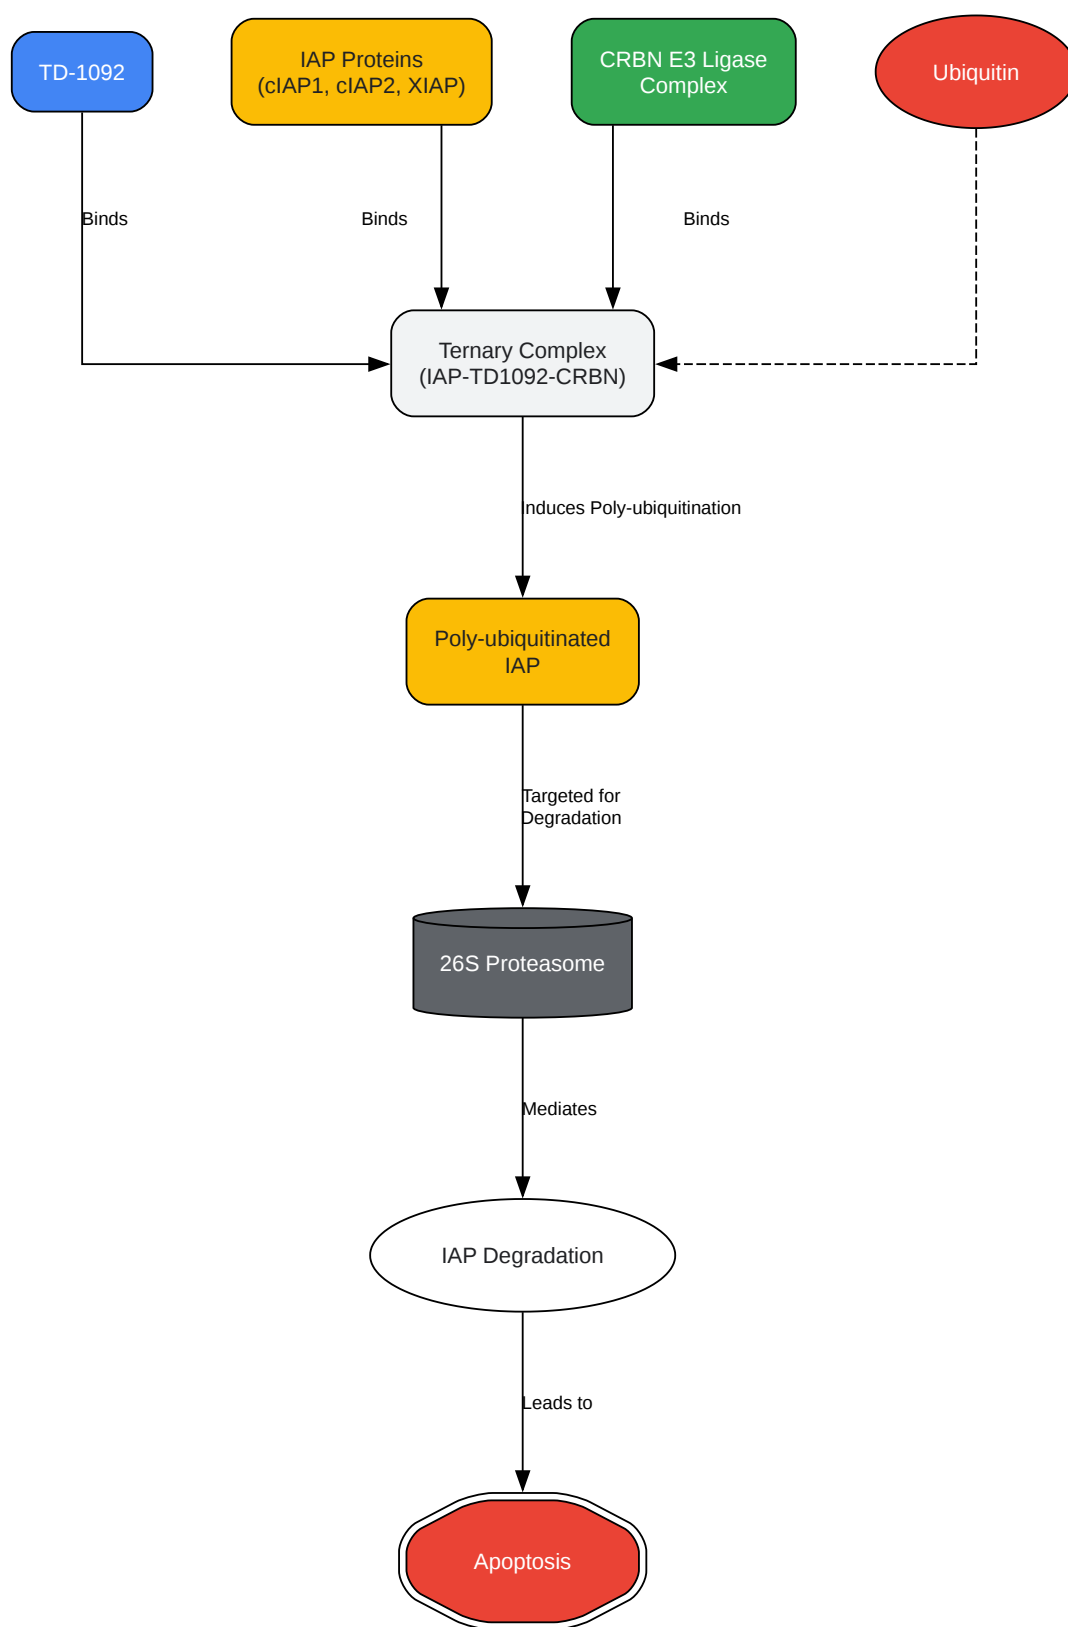 TD-1092
IAP Proteins
(cIAP1, cIAP2, XIAP)
CRBN E3 Ligase
Complex
Ubiquitin
Binds
Binds
Binds
Ternary Complex
(IAP-TD1092-CRBN)
Induces Poly-ubiquitination
Poly-ubiquitinated
IAP
Targeted for
Degradation
26S Proteasome
Mediates
IAP Degradation
Leads to
Apoptosis